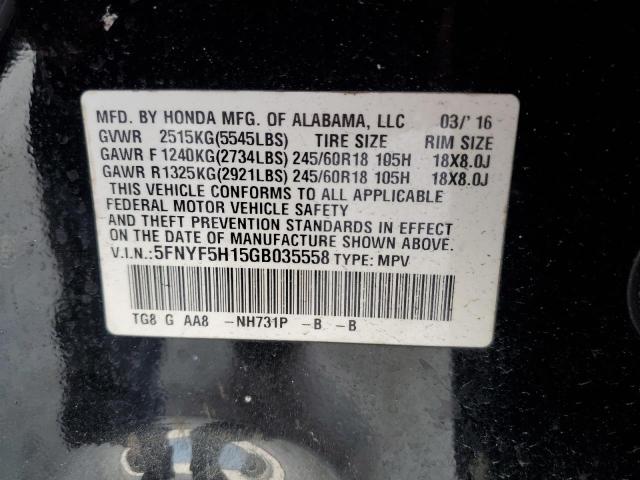 MFD. BY HONDA MFG. OF ALABAMA, LLC 03/'16
GVWR 2515KG(5545LBS) TIRE SIZE RIM SIZE
GAWR F 1240KG(2734LBS) 245/60R18 105H 18X8.0J
GAWR R1325KG(2921LBS) 245/60R18 105H 18X8.0J
THIS VEHICLE CONFORMS TO ALL APPLICABLE
FEDERAL MOTOR VEHICLE SAFETY
AND THEFT PREVENTION STANDARDS IN EFFECT
ON THE DATE OF MANUFACTURE SHOWN ABOVE.
V.I.N.:5FNYF5H15GB035558 TYPE: MPV
TG8 G AA8 -NH731P -B -B